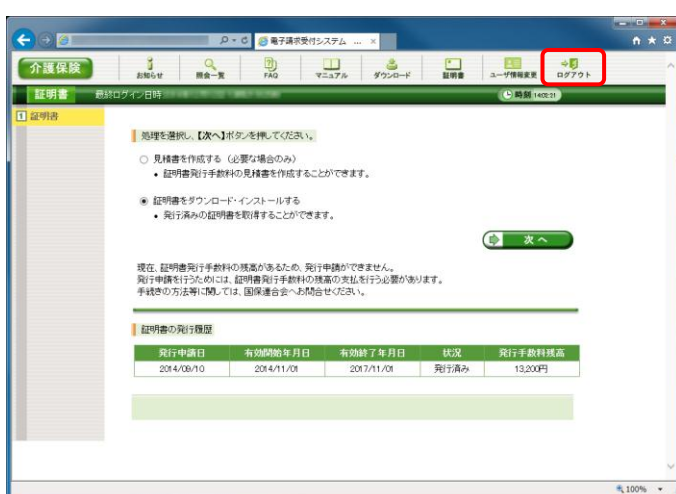 電子請求受付システム ...
介護保険
お知らせ
照会一覧
FAQ
マニュアル
ダウンロード
証明書
ユーザ情報変更
ログアウト
証明書
最終ログイン日時
時刻 14:02:21
1 証明書
処理を選択し、【次へ】ボタンを押してください。
見積書を作成する（必要な場合のみ）
• 証明書発行手数料の見積書を作成することができます。
証明書をダウンロード・インストールする
• 発行済みの証明書を取得することができます。
次 へ
現在、証明書発行手数料の残高があるため、発行申請ができません。
発行申請を行うためには、証明書発行手数料の残高の支払を行う必要があります。
手続きの方法等に関しては、国保連合会へお問合せください。
証明書の発行履歴
発行申請日 有効開始年月日 有効終了年月日 状況 発行手数料残高
2014/09/10 2014/11/01 2017/11/01 発行済み 13,200円
100%